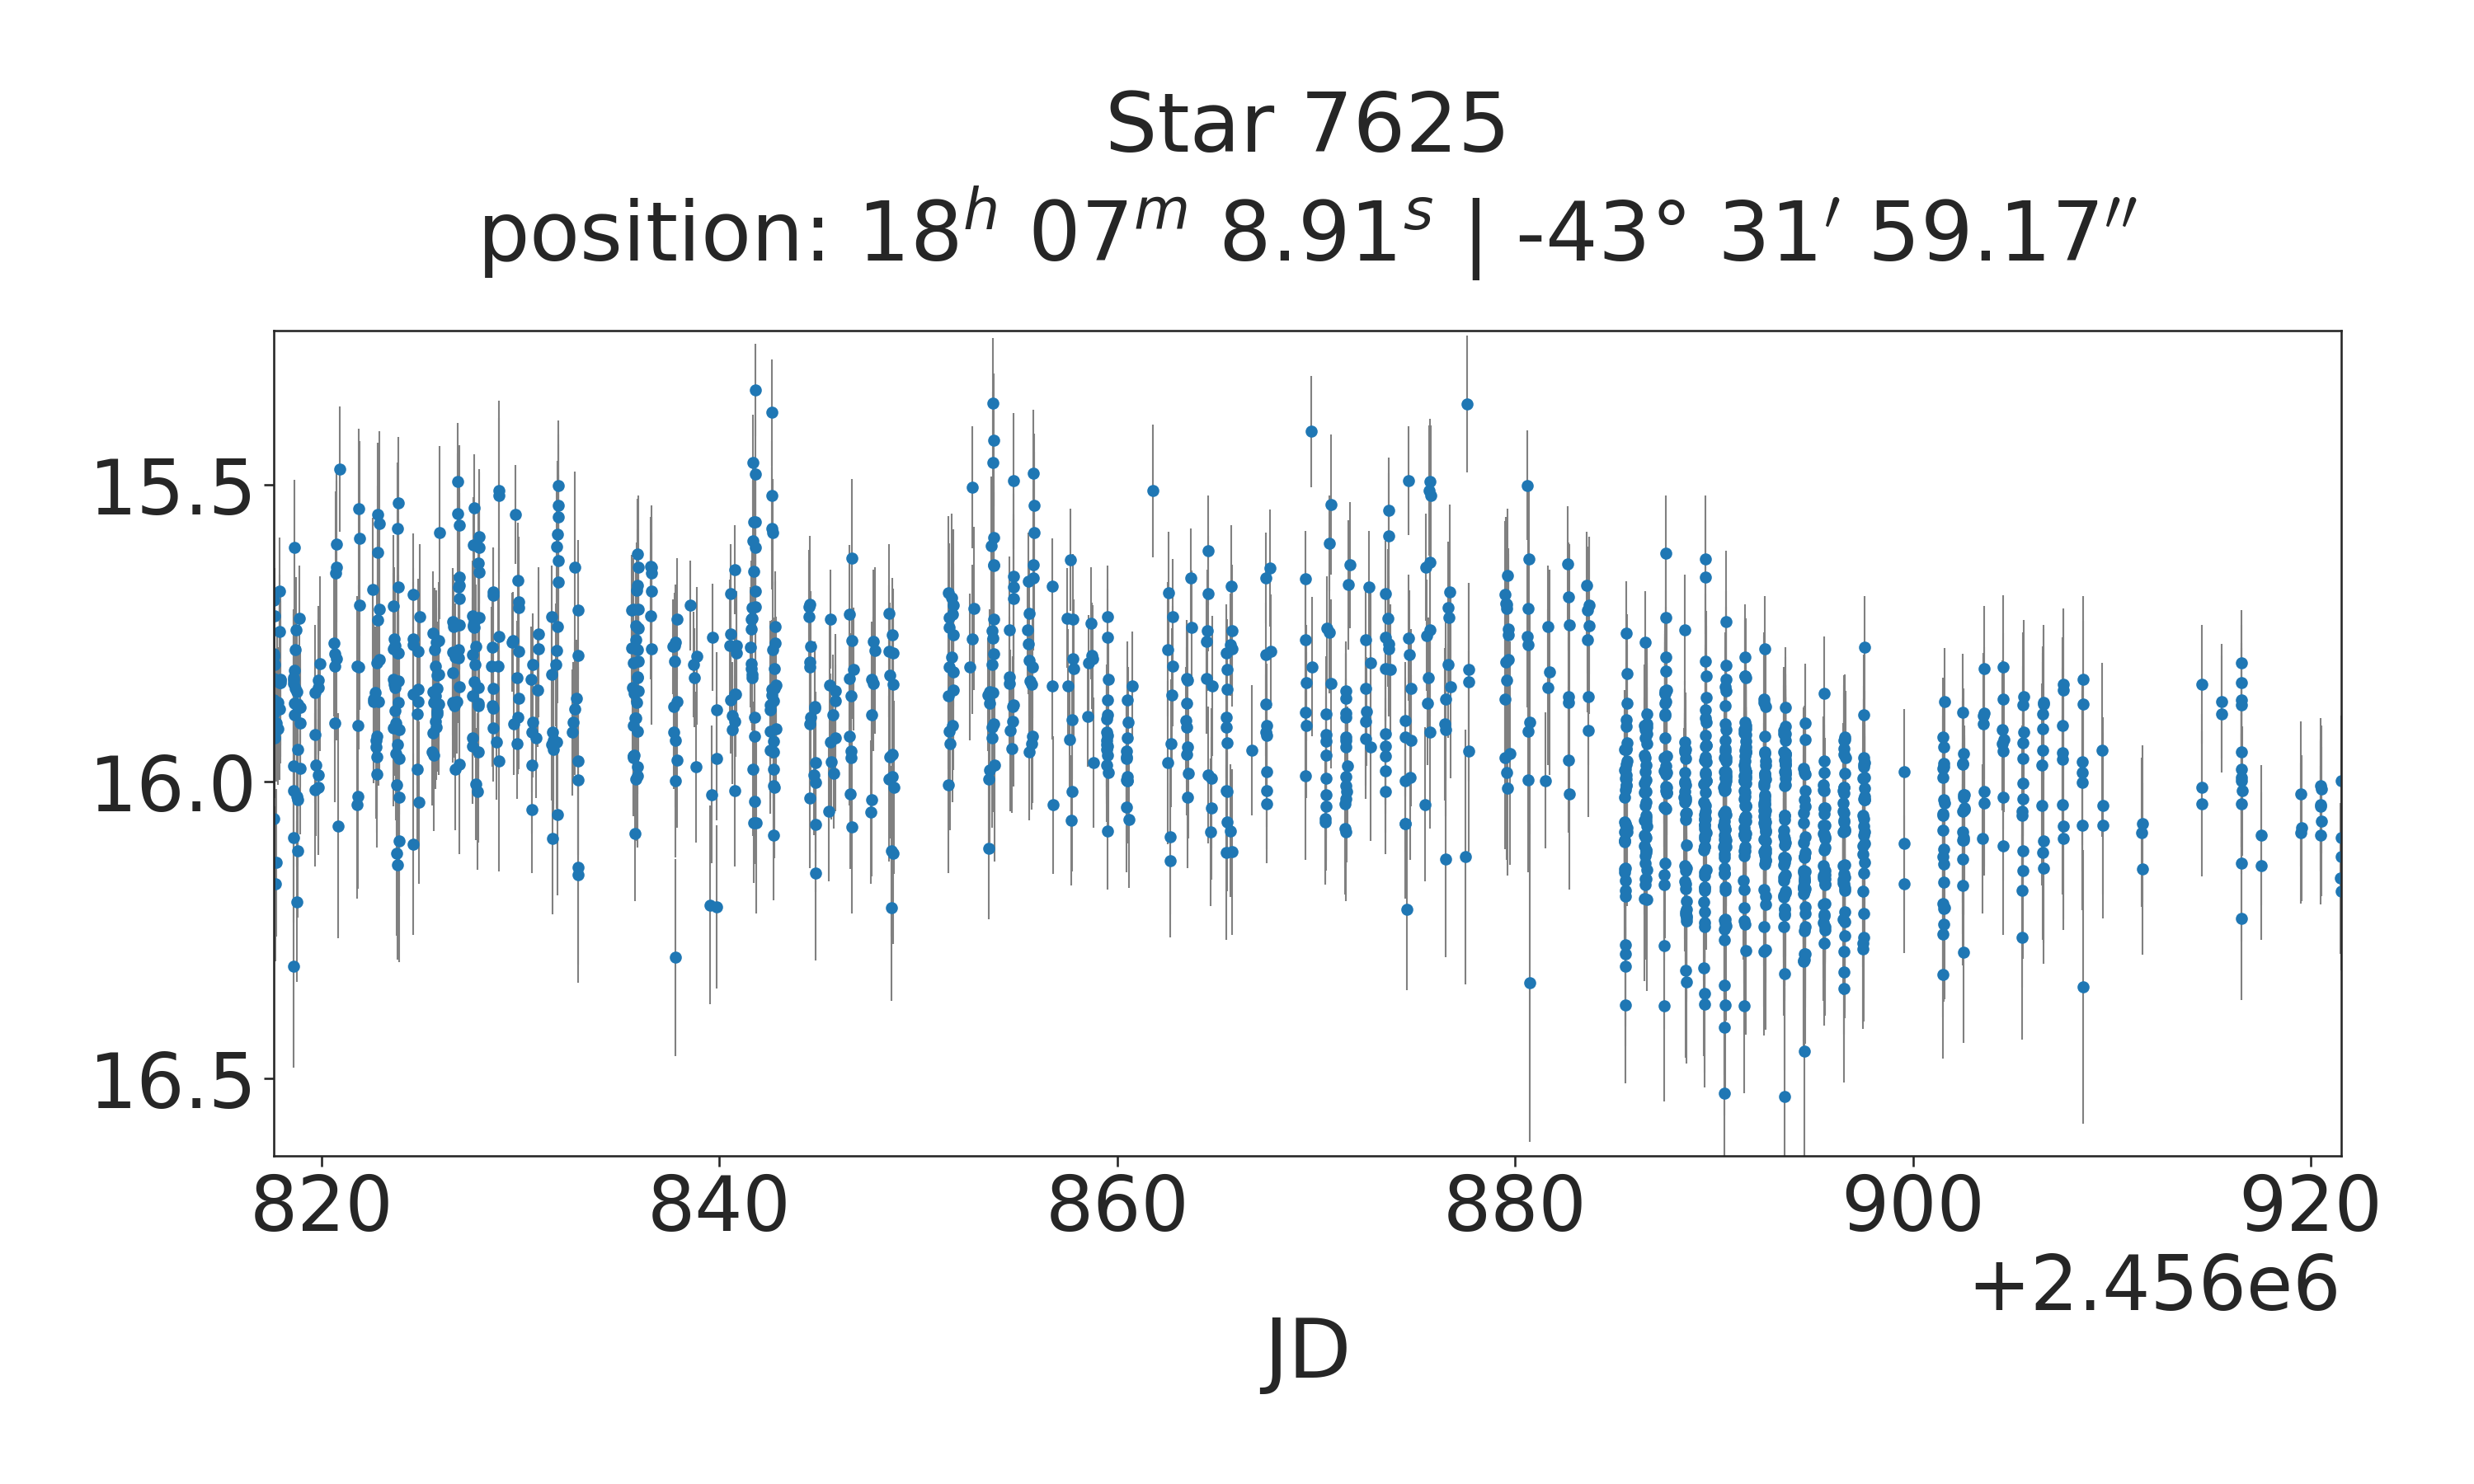 Star 7625
position: 18ʰ 07ᵐ 8.91ˢ | -43° 31′ 59.17′′
15.5
16.0
16.5
820 840 860 880 900 920
+2.456e6
JD